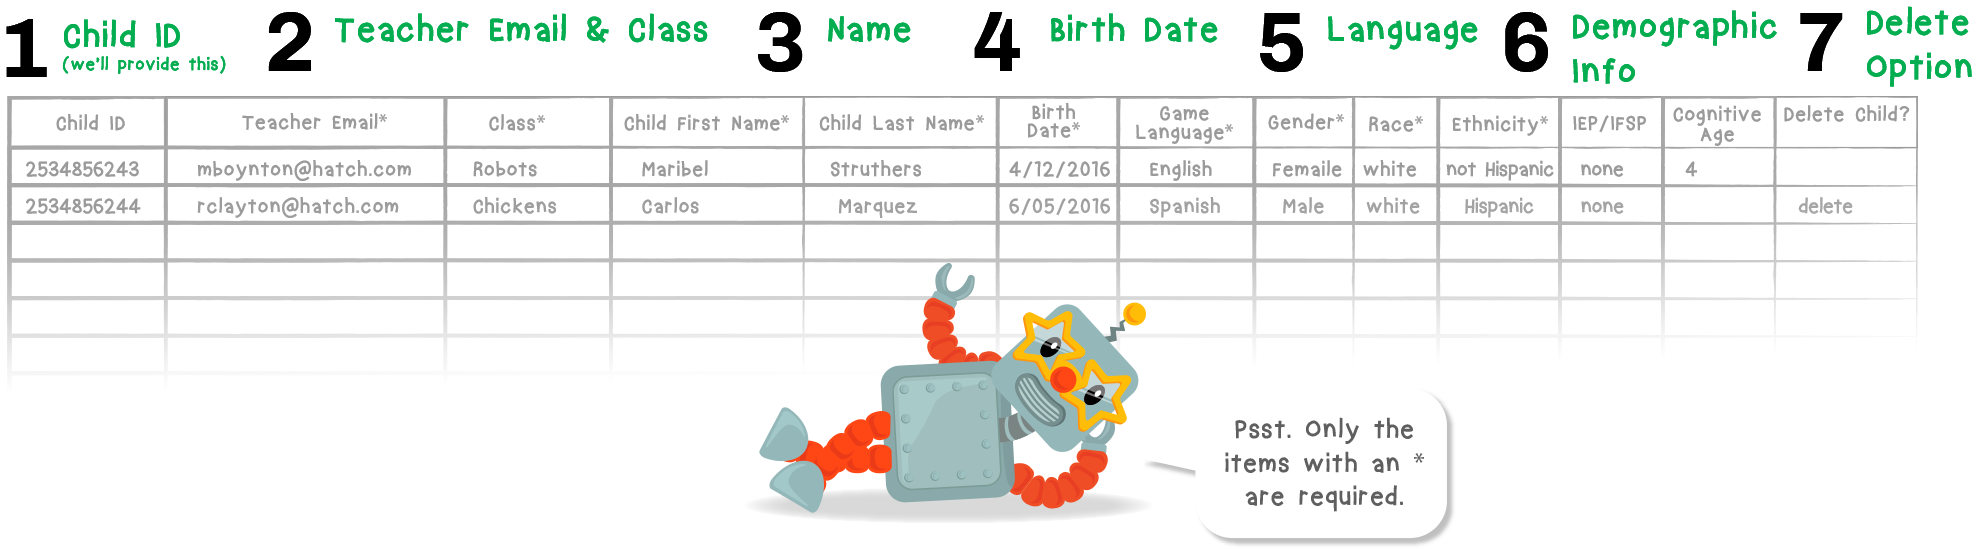 1 Child ID
(we'll provide this)
2 Teacher Email & Class
3 Name
4 Birth Date
5 Language
6 Demographic
Info
7 Delete
Option
Child ID Teacher Email* Class* Child First Name* Child Last Name* Birth Date* Game Language* Gender* Race* Ethnicity* IEP/IFSP Cognitive Age Delete Child?
2534856243 mboynton@hatch.com Robots Maribel Struthers 4/12/2016 English Femaile white not Hispanic none 4
2534856244 rclayton@hatch.com Chickens Carlos Marquez 6/05/2016 Spanish Male white Hispanic none delete
Psst. Only the
items with an *
are required.